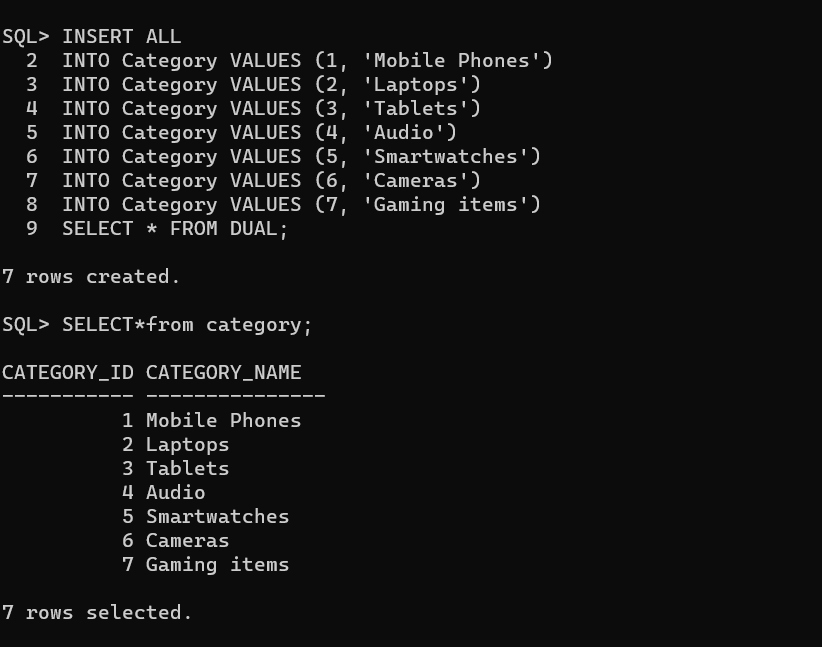 SQL> INSERT ALL
  2  INTO Category VALUES (1, 'Mobile Phones')
  3  INTO Category VALUES (2, 'Laptops')
  4  INTO Category VALUES (3, 'Tablets')
  5  INTO Category VALUES (4, 'Audio')
  6  INTO Category VALUES (5, 'Smartwatches')
  7  INTO Category VALUES (6, 'Cameras')
  8  INTO Category VALUES (7, 'Gaming items')
  9  SELECT * FROM DUAL;
7 rows created.
SQL> SELECT*from category;
CATEGORY_ID CATEGORY_NAME
----------- ---------------
          1 Mobile Phones
          2 Laptops
          3 Tablets
          4 Audio
          5 Smartwatches
          6 Cameras
          7 Gaming items
7 rows selected.